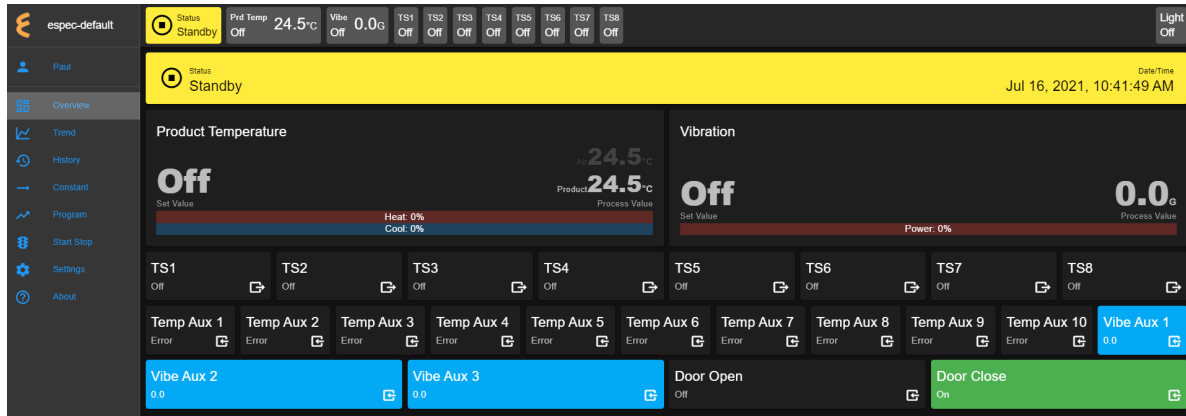 espec-default
Status
Standby
Prd Temp
Off
24.5°C
Vibe
Off
0.0G
TS1
Off
TS2
Off
TS3
Off
TS4
Off
TS5
Off
TS6
Off
TS7
Off
TS8
Off
Light
Off
Paul
Overview
Trend
History
Constant
Program
Start Stop
Settings
About
Status
Standby
Date/Time
Jul 16, 2021, 10:41:49 AM
Product Temperature
Air 24.5°C
Off
Product 24.5°C
Set Value
Process Value
Heat: 0%
Cool: 0%
Vibration
Off
0.0G
Set Value
Process Value
Power: 0%
TS1
Off
TS2
Off
TS3
Off
TS4
Off
TS5
Off
TS6
Off
TS7
Off
TS8
Off
Temp Aux 1
Error
Temp Aux 2
Error
Temp Aux 3
Error
Temp Aux 4
Error
Temp Aux 5
Error
Temp Aux 6
Error
Temp Aux 7
Error
Temp Aux 8
Error
Temp Aux 9
Error
Temp Aux 10
Error
Vibe Aux 1
0.0
Vibe Aux 2
0.0
Vibe Aux 3
0.0
Door Open
Off
Door Close
On